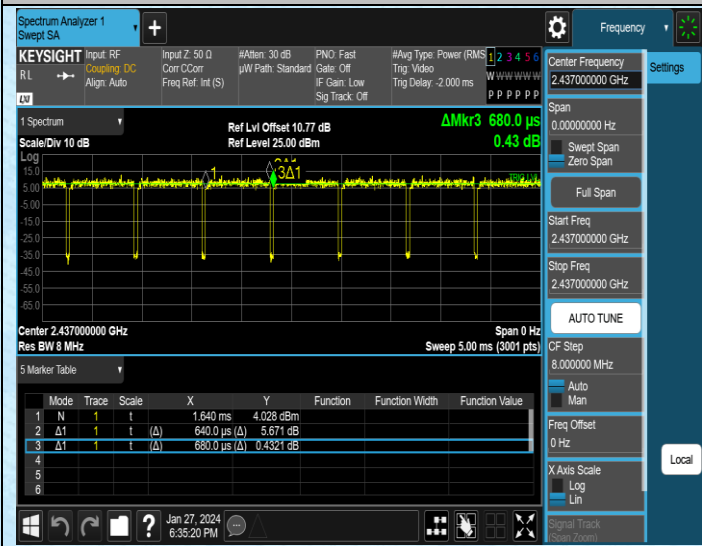 Spectrum Analyzer 1
Swept SA
Frequency
KEYSIGHT
RL
LXI
Input: RF
Coupling: DC
Align: Auto
Input Z: 50 Ω
Corr CCorr
Freq Ref: Int (S)
#Atten: 30 dB
µW Path: Standard
PNO: Fast
Gate: Off
IF Gain: Low
Sig Track: Off
#Avg Type: Power (RMS
Trig: Video
Trig Delay: -2.000 ms
1 2 3 4 5 6
W W W W W W
P P P P P P
1 Spectrum
Scale/Div 10 dB
Ref Lvl Offset 10.77 dB
Ref Level 25.00 dBm
ΔMkr3 680.0 µs
0.43 dB
Log
15.0
5.00
-5.00
-15.0
-25.0
-35.0
-45.0
-55.0
-65.0
1
3Δ1
Center 2.437000000 GHz
Res BW 8 MHz
Span 0 Hz
Sweep 5.00 ms (3001 pts)
5 Marker Table
Mode Trace Scale X Y Function Function Width Function Value
1 N 1 t 1.640 ms 4.028 dBm
2 Δ1 1 t (Δ) 640.0 µs (Δ) 5.671 dB
3 Δ1 1 t (Δ) 680.0 µs (Δ) 0.4321 dB
4
5
6
Jan 27, 2024
6:35:20 PM
Center Frequency
2.437000000 GHz
Span
0.00000000 Hz
Swept Span
Zero Span
Full Span
Start Freq
2.437000000 GHz
Stop Freq
2.437000000 GHz
AUTO TUNE
CF Step
8.000000 MHz
Auto
Man
Freq Offset
0 Hz
X Axis Scale
Log
Lin
Signal Track
(Span Zoom)
Settings
Local